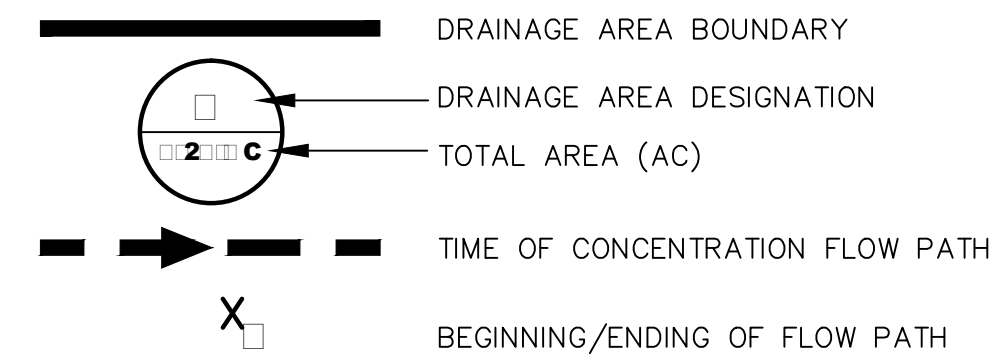 DRAINAGE AREA BOUNDARY
DRAINAGE AREA DESIGNATION
TOTAL AREA (AC)
TIME OF CONCENTRATION FLOW PATH
X
BEGINNING/ENDING OF FLOW PATH